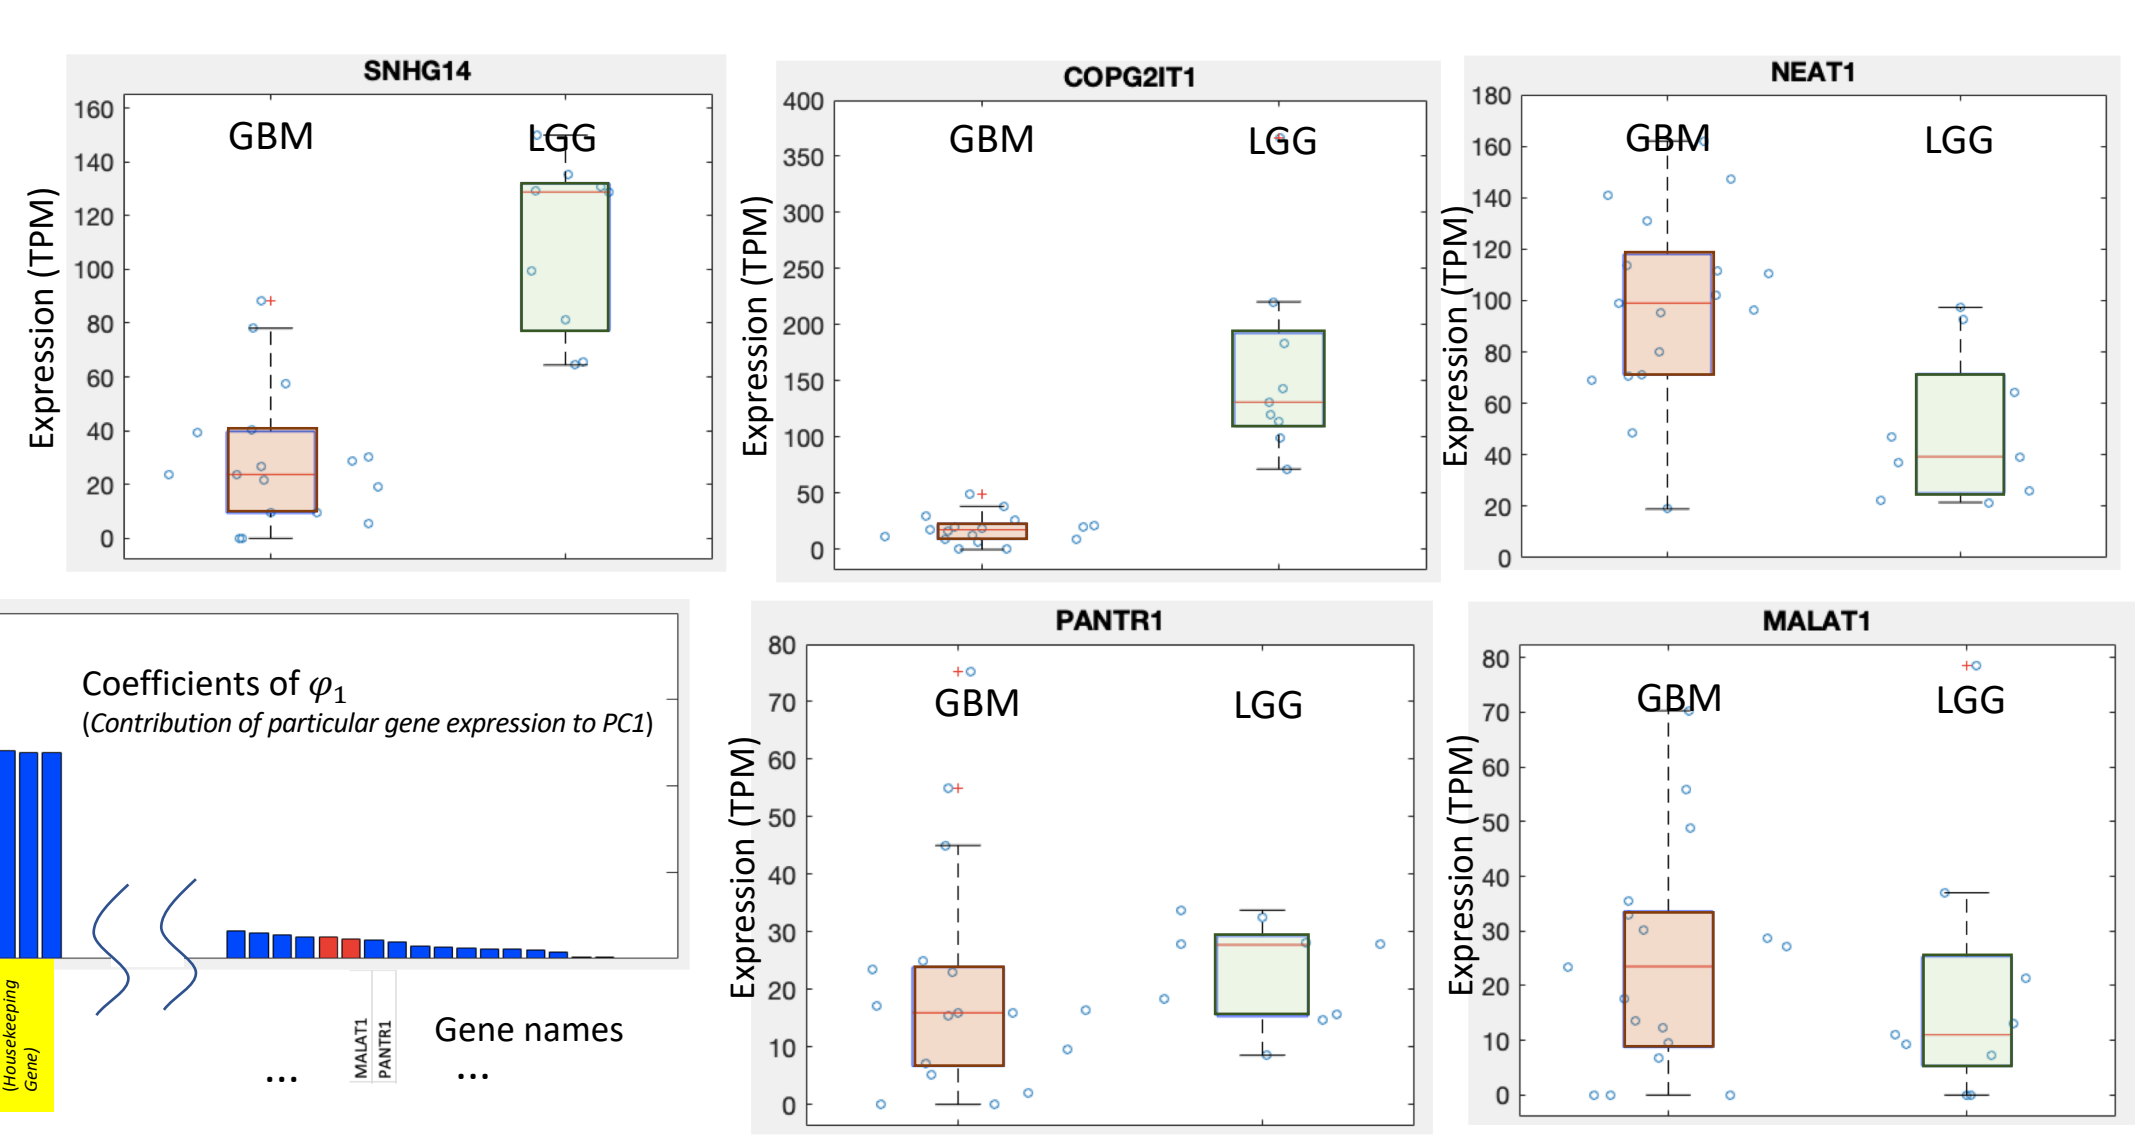 SNHG14
160
140
120
100
80
60
40
20
0
GBM
LGG
Expression (TPM)
COPG2IT1
400
350
300
250
200
150
100
50
0
GBM
LGG
Expression (TPM)
NEAT1
180
160
140
120
100
80
60
40
20
0
GBM
LGG
Expression (TPM)
Coefficients of φ1
(Contribution of particular gene expression to PC1)
(Housekeeping
Gene)
...
MALAT1
PANTR1
Gene names
...
PANTR1
80
70
60
50
40
30
20
10
0
GBM
LGG
Expression (TPM)
MALAT1
80
70
60
50
40
30
20
10
0
GBM
LGG
Expression (TPM)